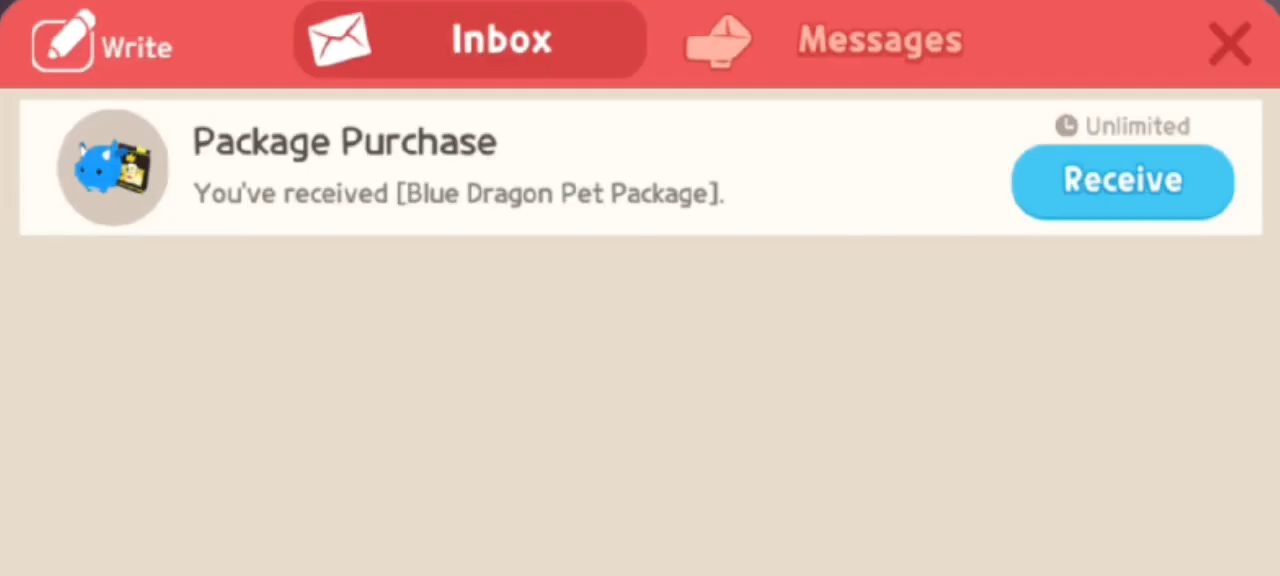 Write
Inbox
Messages
Package Purchase
You've received [Blue Dragon Pet Package].
Unlimited
Receive